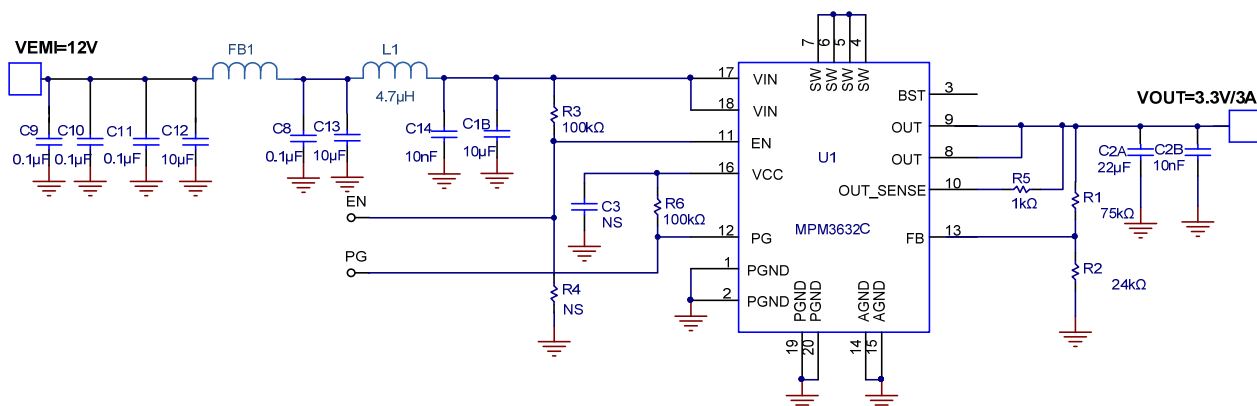 VEMI=12V
FB1
L1
4.7µH
C9
0.1µF
C10
0.1µF
C11
0.1µF
C12
10µF
C8
0.1µF
C13
10µF
C14
10nF
C1B
10µF
R3
100kΩ
EN
PG
C3
NS
R6
100kΩ
R4
NS
7
6
5
4
SW
SW
SW
SW
17
VIN
18
VIN
11
EN
16
VCC
12
PG
1
PGND
2
PGND
U1
MPM3632C
BST
3
OUT
9
OUT
8
OUT_SENSE
10
FB
13
PGND
PGND
AGND
AGND
19
20
14
15
R5
1kΩ
R1
75kΩ
R2
24kΩ
C2A
22µF
C2B
10nF
VOUT=3.3V/3A